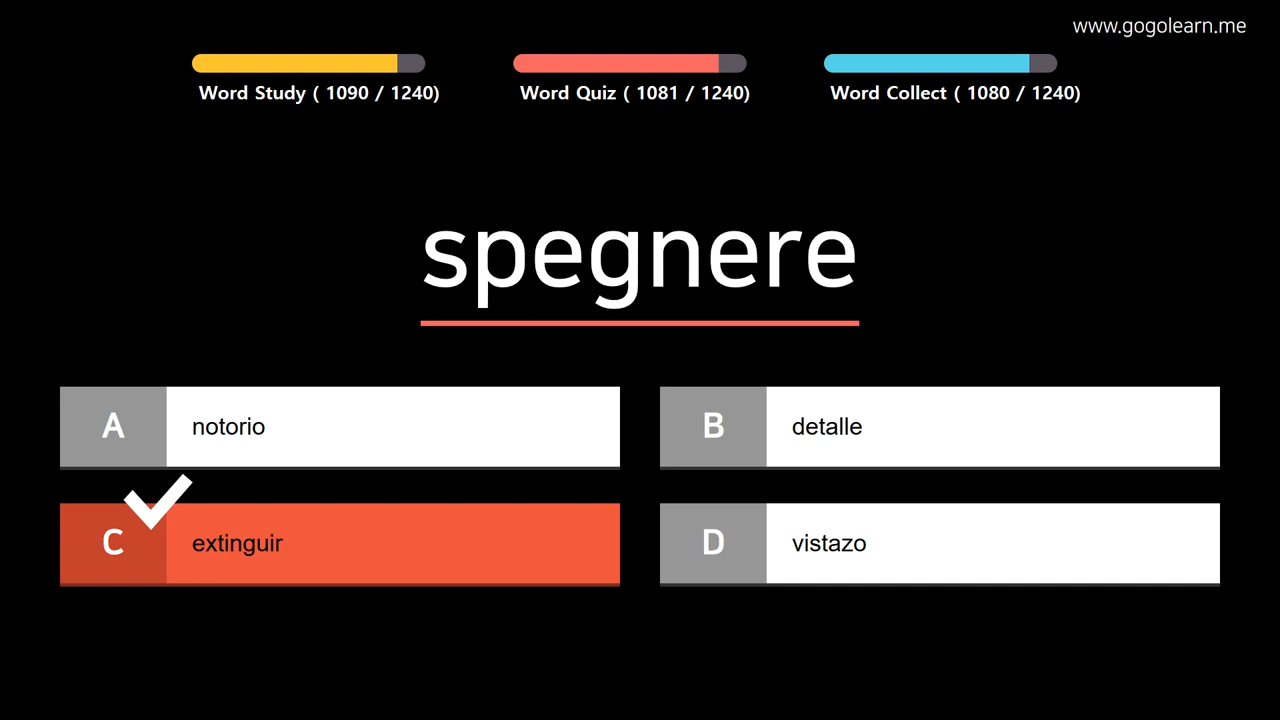 www.gogolearn.me
Word Study ( 1090 / 1240)
Word Quiz ( 1081 / 1240)
Word Collect ( 1080 / 1240)
spegnere
A notorio
B detalle
C extinguir
D vistazo